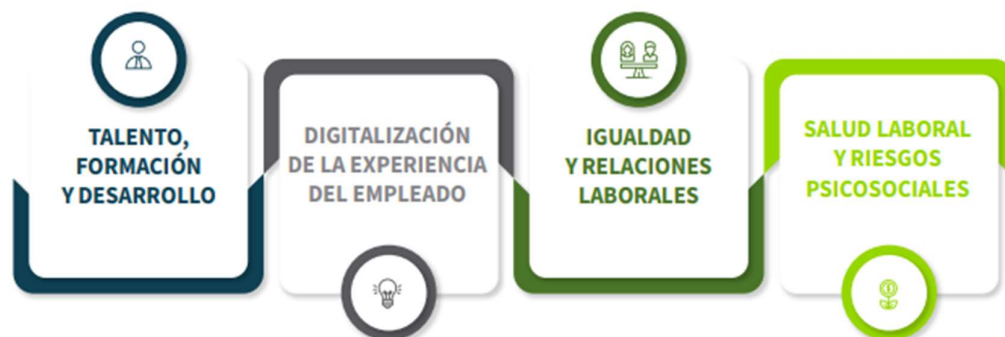 TALENTO,
FORMACIÓN
Y DESARROLLO
DIGITALIZACIÓN
DE LA EXPERIENCIA
DEL EMPLEADO
IGUALDAD
Y RELACIONES
LABORALES
SALUD LABORAL
Y RIESGOS
PSICOSOCIALES